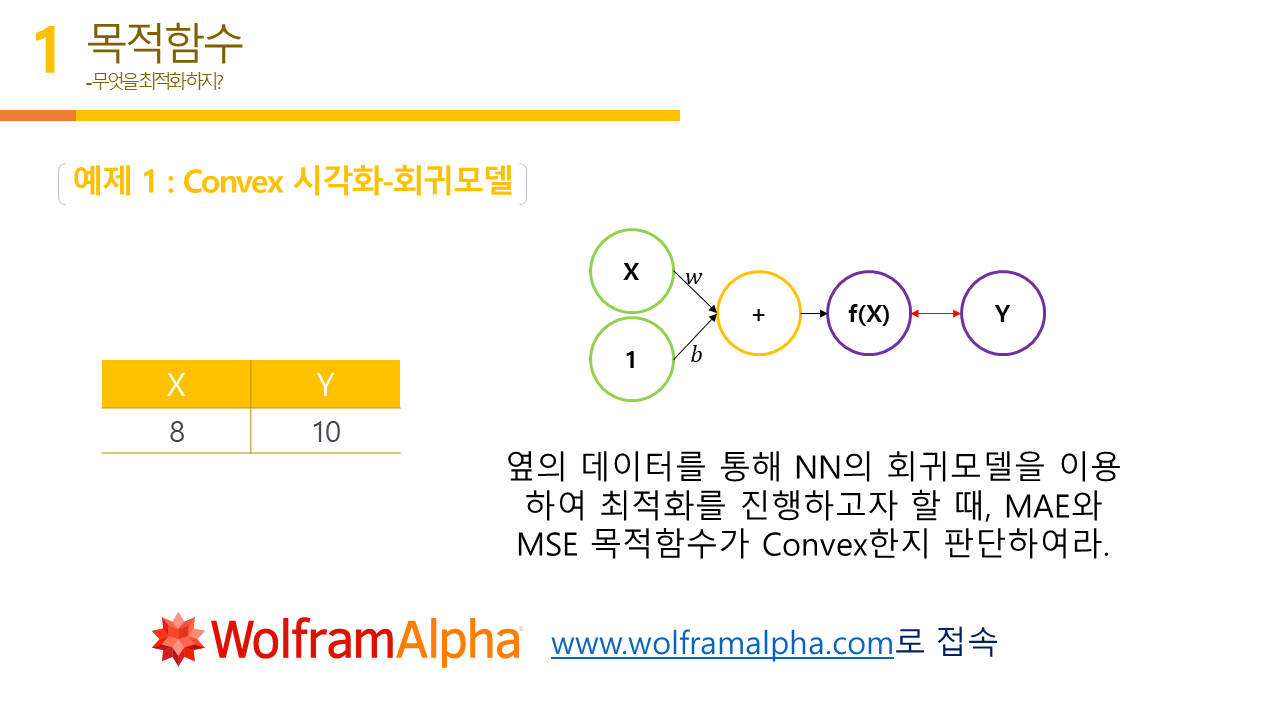 1
목적함수
-무엇을최적화하지?
예제 1 : Convex 시각화-회귀모델
X
w
1
b
+
f(X)
Y
X Y
8 10
옆의 데이터를 통해 NN의 회귀모델을 이용
하여 최적화를 진행하고자 할 때, MAE와
MSE 목적함수가 Convex한지 판단하여라.
WolframAlpha
www.wolframalpha.com로 접속